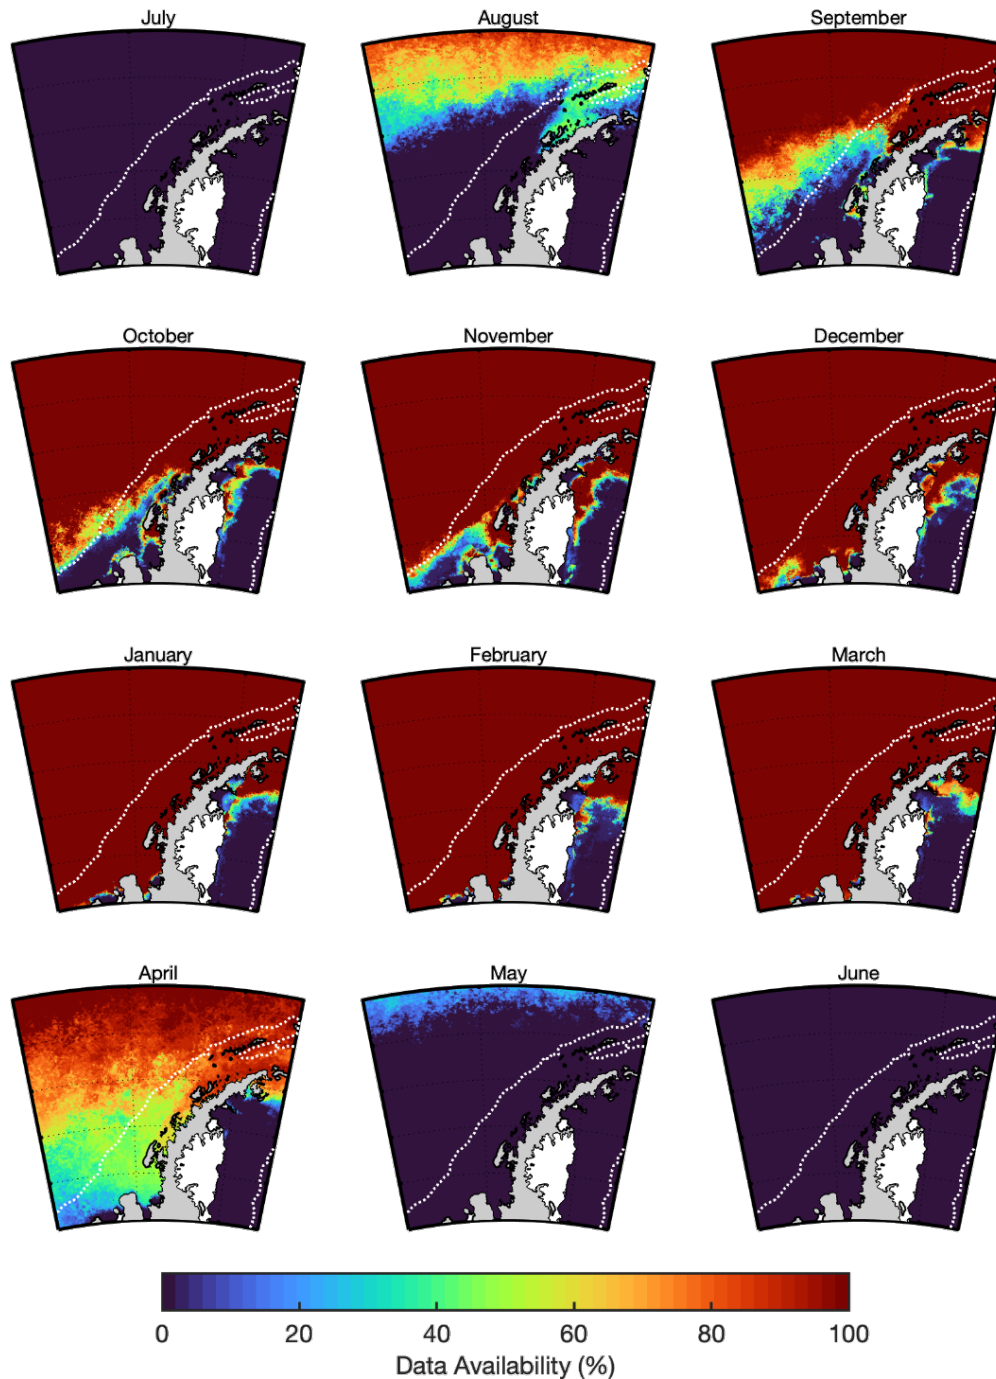 July August September
October November December
January February March
April May June
0 20 40 60 80 100
Data Availability (%)